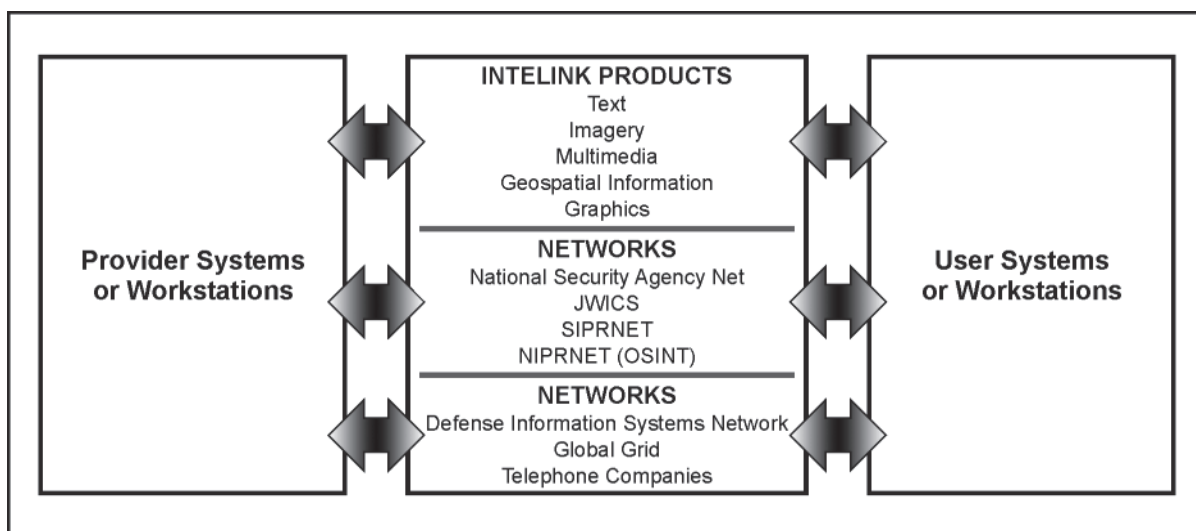 Provider Systems
or Workstations
INTELINK PRODUCTS
Text
Imagery
Multimedia
Geospatial Information
Graphics
NETWORKS
National Security Agency Net
JWICS
SIPRNET
NIPRNET (OSINT)
NETWORKS
Defense Information Systems Network
Global Grid
Telephone Companies
User Systems
or Workstations